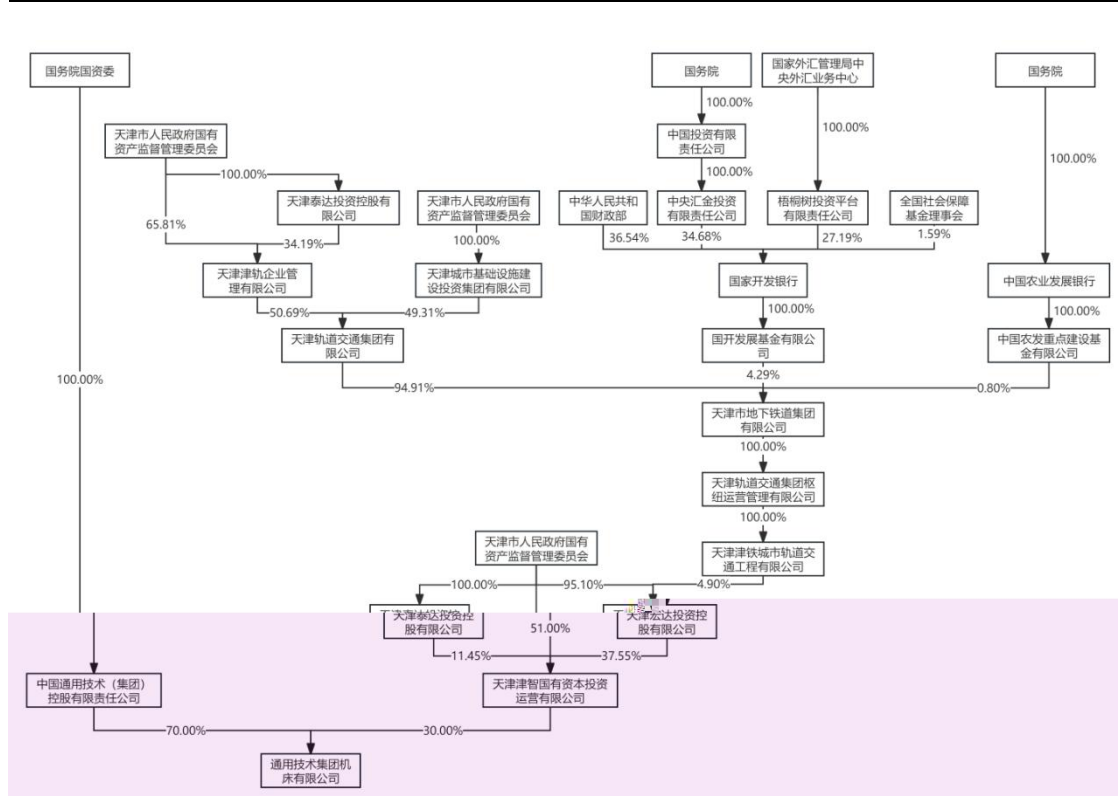 国务院国资委
国务院
国家外汇管理局中
央外汇业务中心
国务院
100.00%
天津市人民政府国有
资产监督管理委员会
中国投资有限
责任公司
100.00%
100.00%
100.00%
100.00%
天津泰达投资控股有
限公司
天津市人民政府国有
资产监督管理委员会
中华人民共和
国财政部
中央汇金投资
有限责任公司
梧桐树投资平台
有限责任公司
全国社会保障
基金理事会
65.81%
34.19%
100.00%
36.54%
34.68%
27.19%
1.59%
天津津轨企业管
理有限公司
天津城市基础设施建
设投资集团有限公司
国家开发银行
中国农业发展银行
50.69%
49.31%
100.00%
100.00%
天津轨道交通集团有
限公司
国开发展基金有限公
司
中国农发重点建设基
金有限公司
100.00%
94.91%
4.29%
0.80%
天津市地下铁道集团
有限公司
100.00%
天津轨道交通集团枢
纽运营管理有限公司
100.00%
天津市人民政府国有
资产监督管理委员会
天津津铁城市轨道交
通工程有限公司
100.00%
95.10%
4.90%
天津泰达投资控
股有限公司
51.00%
天津宏达投资控
股有限公司
11.45%
37.55%
中国通用技术（集团）
控股有限责任公司
天津津智国有资本投资
运营有限公司
70.00%
30.00%
通用技术集团机
床有限公司